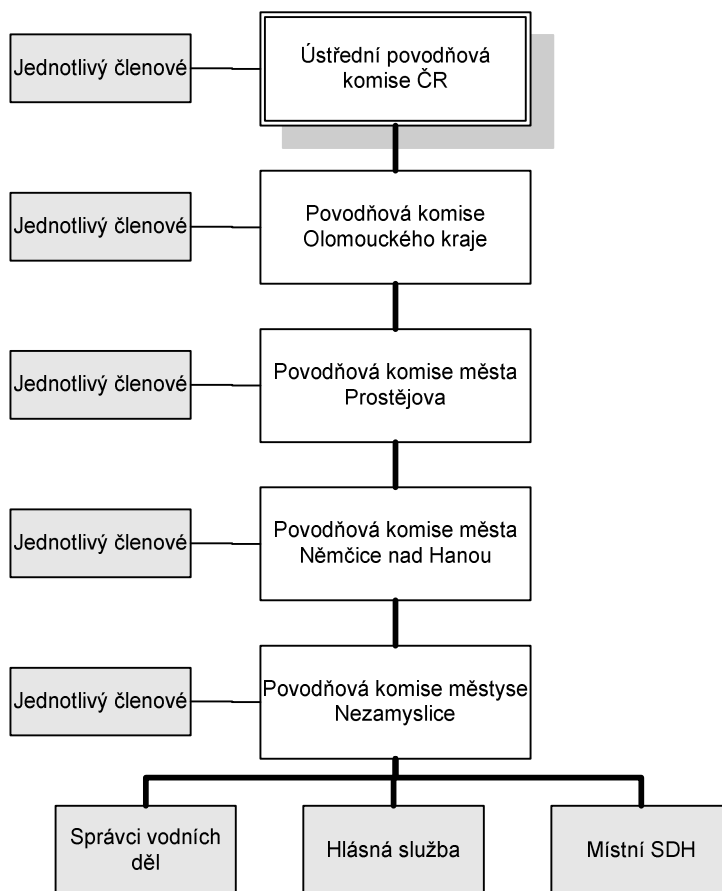 Jednotlivý členové
Ústřední povodňová
komise ČR
Jednotlivý členové
Povodňová komise
Olomouckého kraje
Jednotlivý členové
Povodňová komise města
Prostějova
Jednotlivý členové
Povodňová komise města
Němčice nad Hanou
Jednotlivý členové
Povodňová komise městyse
Nezamyslice
Správci vodních
děl
Hlásná služba
Místní SDH